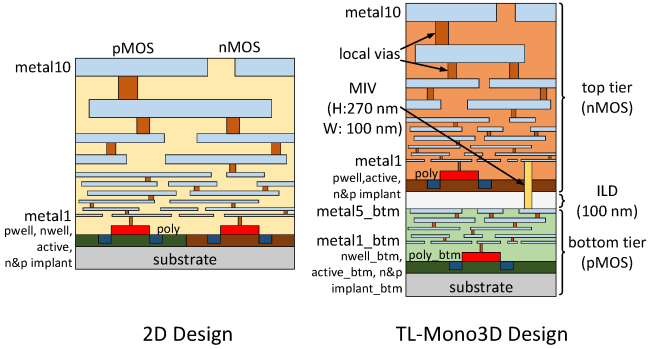 pMOS
nMOS
metal10
metal1
pwell, nwell,
active,
n&p implant
poly
substrate
2D Design
metal10
local vias
MIV
(H:270 nm
W: 100 nm)
metal1
pwell,active,
n&p implant
poly
metal5_btm
metal1_btm
nwell_btm,
active_btm, n&p
implant_btm
poly_btm
substrate
top tier
(nMOS)
ILD
(100 nm)
bottom tier
(pMOS)
TL-Mono3D Design